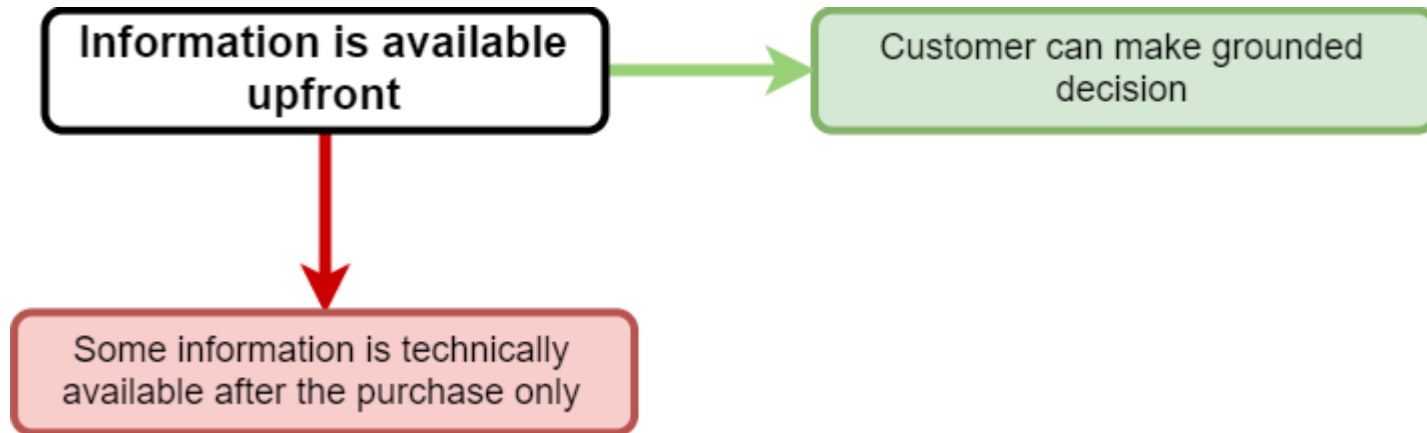 Information is available
upfront
Customer can make grounded
decision
Some information is technically
available after the purchase only